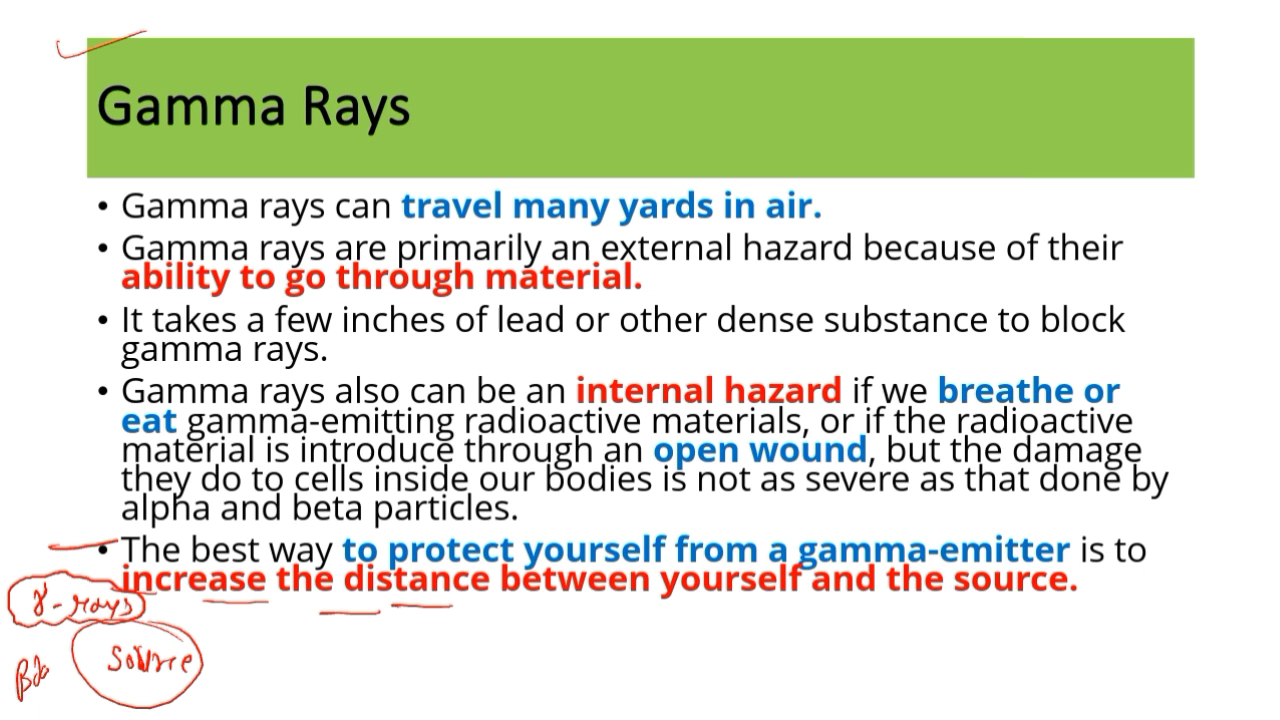 Gamma Rays
• Gamma rays can travel many yards in air.
• Gamma rays are primarily an external hazard because of their
ability to go through material.
• It takes a few inches of lead or other dense substance to block
gamma rays.
• Gamma rays also can be an internal hazard if we breathe or
eat gamma-emitting radioactive materials, or if the radioactive
material is introduce through an open wound, but the damage
they do to cells inside our bodies is not as severe as that done by
alpha and beta particles.
• The best way to protect yourself from a gamma-emitter is to
increase the distance between yourself and the source.
γ-rays
Source